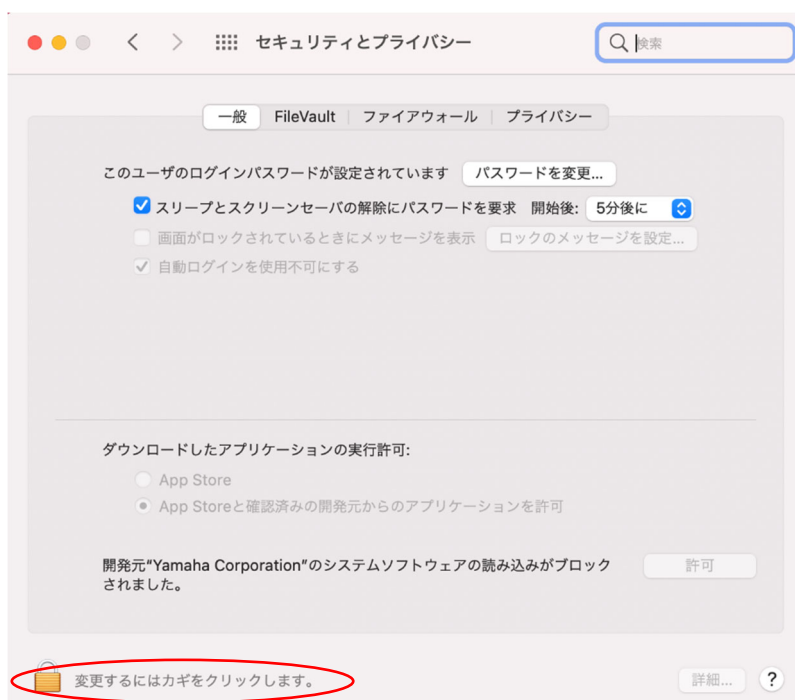 セキュリティとプライバシー
検索
一般 FileVault ファイアウォール プライバシー
このユーザのログインパスワードが設定されています パスワードを変更...
スリープとスクリーンセーバの解除にパスワードを要求 開始後: 5分後に
画面がロックされているときにメッセージを表示 ロックのメッセージを設定...
自動ログインを使用不可にする
ダウンロードしたアプリケーションの実行許可:
App Store
App Storeと確認済みの開発元からのアプリケーションを許可
開発元“Yamaha Corporation”のシステムソフトウェアの読み込みがブロック
されました。
許可
変更するにはカギをクリックします。
詳細... ?